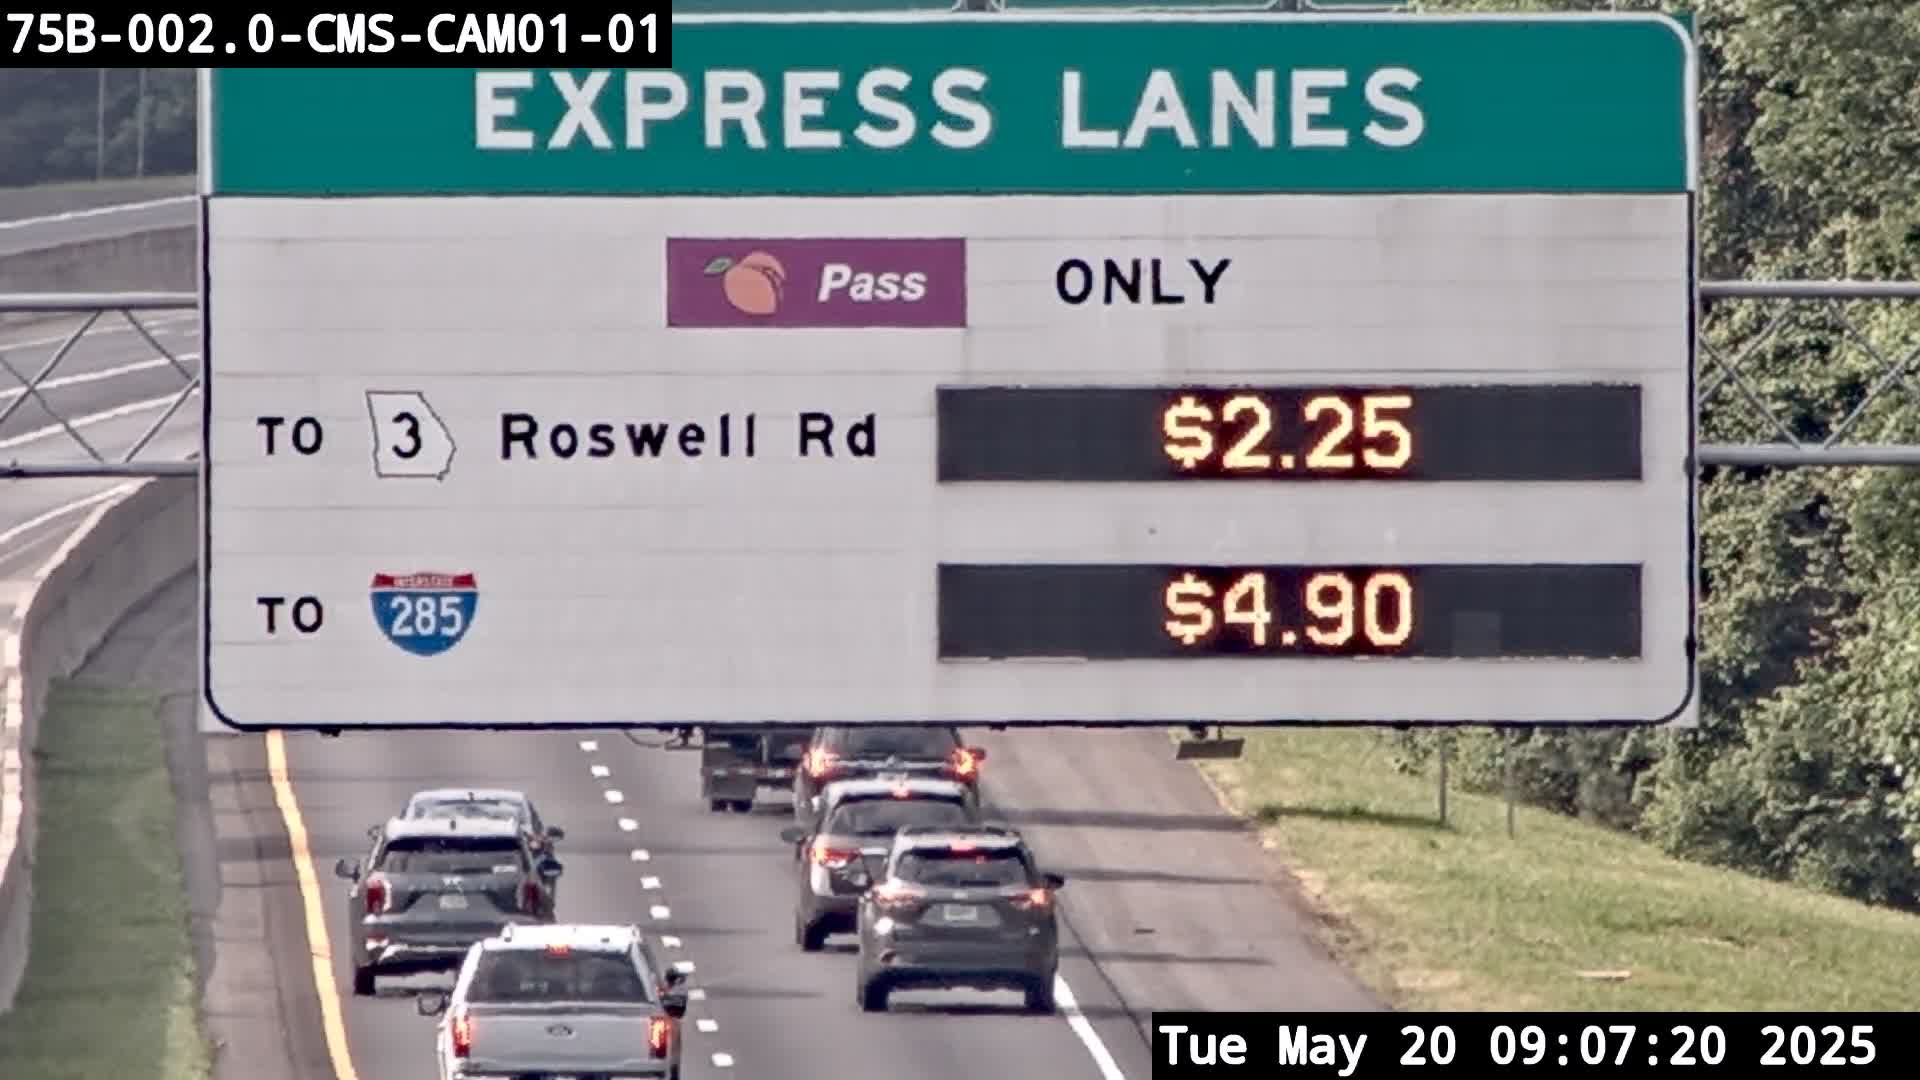 75B-002.0-CMS-CAM01-01
EXPRESS LANES
Pass ONLY
TO 3 Roswell Rd $2.25
INTERSTATE
TO 285 $4.90
Tue May 20 09:07:20 2025